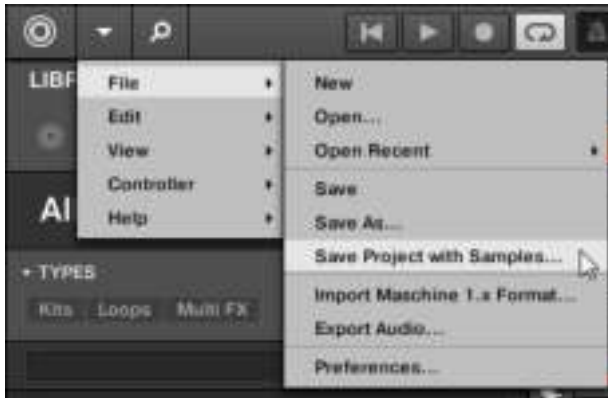 LIBR
File
Edit
View
Controller
Help
New
Open...
Open Recent
Save
Save As...
Save Project with Samples...
Import Maschine 1.x Format...
Export Audio...
Preferences...
Al
TYPES
Kits Loops Multi FX